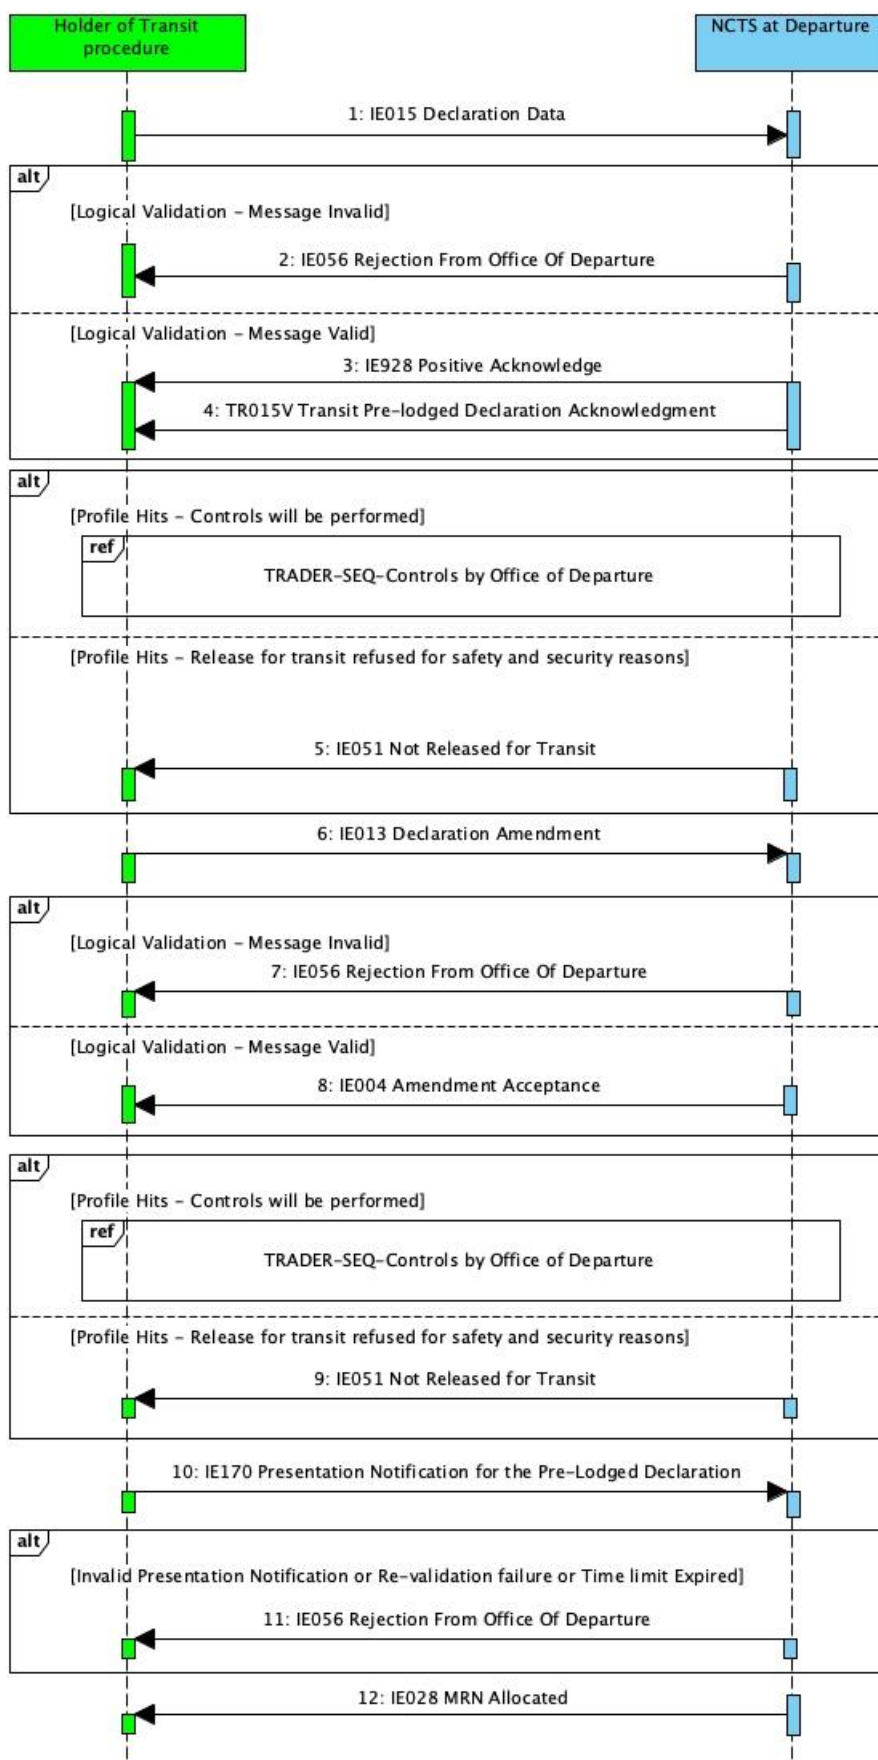 Holder of Transit
procedure
NCTS at Departure
1: IE015 Declaration Data
alt
[Logical Validation – Message Invalid]
2: IE056 Rejection From Office Of Departure
[Logical Validation – Message Valid]
3: IE928 Positive Acknowledge
4: TR015V Transit Pre-lodged Declaration Acknowledgment
alt
[Profile Hits – Controls will be performed]
ref
TRADER-SEQ-Controls by Office of Departure
[Profile Hits – Release for transit refused for safety and security reasons]
5: IE051 Not Released for Transit
6: IE013 Declaration Amendment
alt
[Logical Validation – Message Invalid]
7: IE056 Rejection From Office Of Departure
[Logical Validation – Message Valid]
8: IE004 Amendment Acceptance
alt
[Profile Hits – Controls will be performed]
ref
TRADER-SEQ-Controls by Office of Departure
[Profile Hits – Release for transit refused for safety and security reasons]
9: IE051 Not Released for Transit
10: IE170 Presentation Notification for the Pre-Lodged Declaration
alt
[Invalid Presentation Notification or Re-validation failure or Time limit Expired]
11: IE056 Rejection From Office Of Departure
12: IE028 MRN Allocated